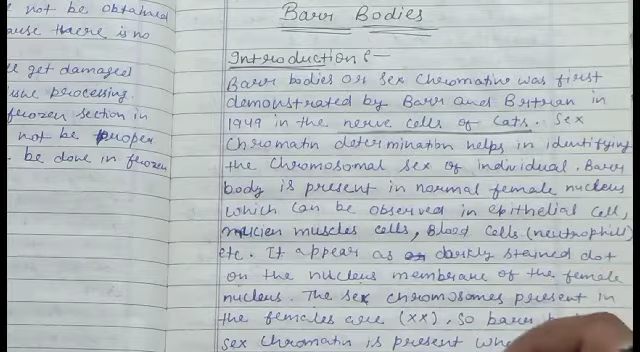 not be obtained
ause there is no
get damaged
ssue processing.
frozen section in
not be proper
be done in frozen
Barr Bodies
Introduction :-
Barr bodies or sex chromatin was first
demonstrated by Barr and Bertran in
1949 in the nerve cells of Cats. Sex
Chromatin determination helps in identifying
the chromosomal sex of individual. Barr
body is present in normal female nucleus
which can be observed in epithelial cell,
muscles cells, Blood cells (neutrophill)
etc. It appear as darkly stained dot
on the nucleus membrane of the female
nucleus. The sex chromosomes present in
the females are (XX), So barr
sex chromatin is present